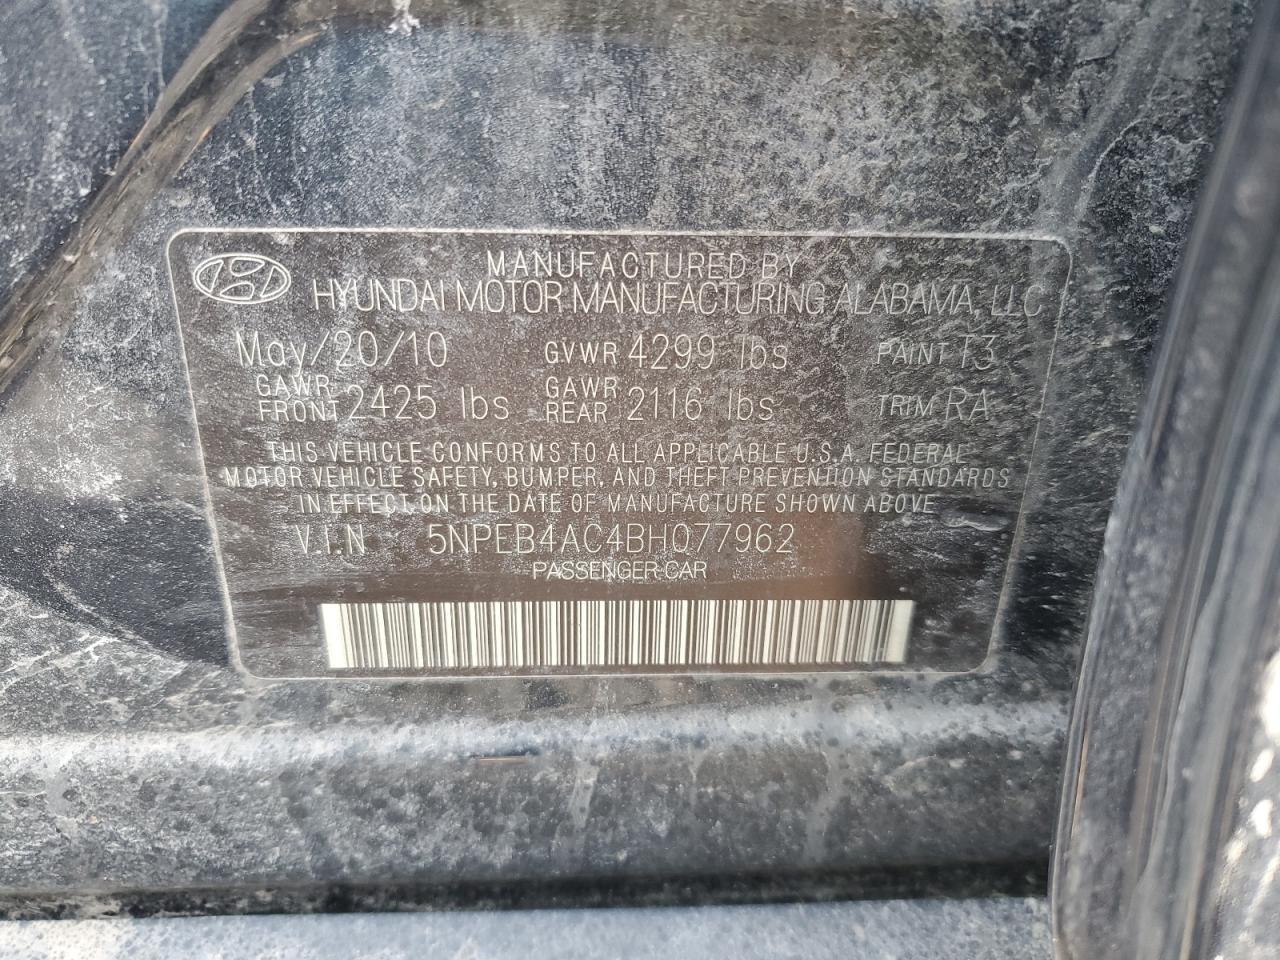 MANUFACTURED BY
HYUNDAI MOTOR MANUFACTURING ALABAMA, LLC
May/20/10 GVWR 4299 lbs PAINT T3
GAWR FRONT 2425 lbs GAWR REAR 2116 lbs TRIM RA
THIS VEHICLE CONFORMS TO ALL APPLICABLE U.S.A. FEDERAL
MOTOR VEHICLE SAFETY, BUMPER, AND THEFT PREVENTION STANDARDS
IN EFFECT ON THE DATE OF MANUFACTURE SHOWN ABOVE
V.I.N 5NPEB4AC4BH077962
PASSENGER CAR